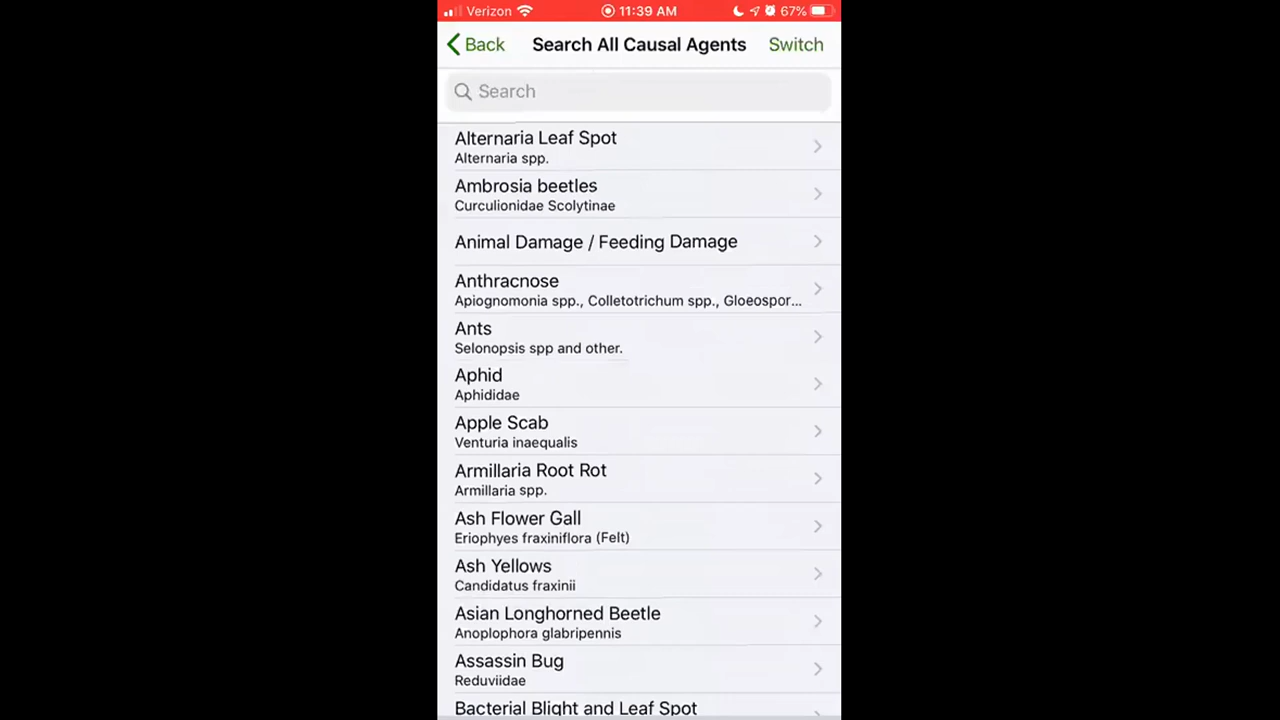 Verizon 11:39 AM 67%
Back Search All Causal Agents Switch
Search
Alternaria Leaf Spot
Alternaria spp.
Ambrosia beetles
Curculionidae Scolytinae
Animal Damage / Feeding Damage
Anthracnose
Apiognomonia spp., Colletotrichum spp., Gloeospor...
Ants
Selonopsis spp and other.
Aphid
Aphididae
Apple Scab
Venturia inaequalis
Armillaria Root Rot
Armillaria spp.
Ash Flower Gall
Eriophyes fraxiniflora (Felt)
Ash Yellows
Candidatus fraxinii
Asian Longhorned Beetle
Anoplophora glabripennis
Assassin Bug
Reduviidae
Bacterial Blight and Leaf Spot